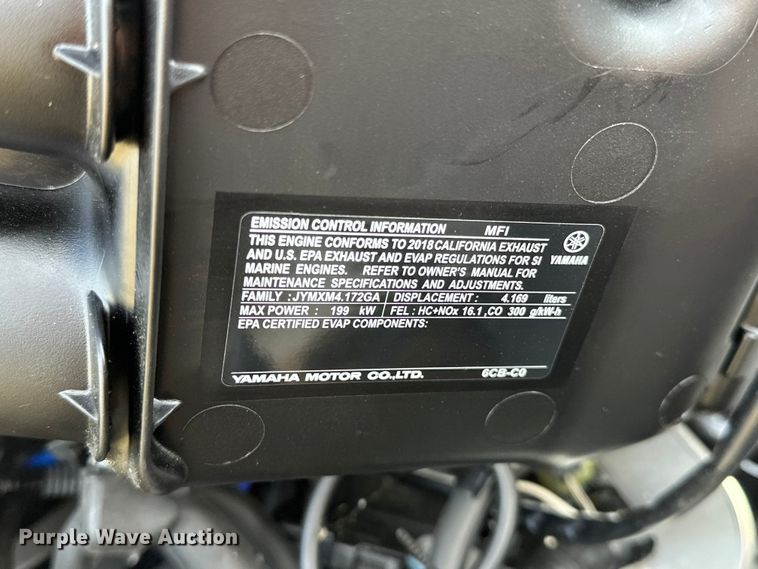 EMISSION CONTROL INFORMATION MFI
THIS ENGINE CONFORMS TO 2018 CALIFORNIA EXHAUST
AND U.S. EPA EXHAUST AND EVAP REGULATIONS FOR SI
MARINE ENGINES. REFER TO OWNER'S MANUAL FOR
MAINTENANCE SPECIFICATIONS AND ADJUSTMENTS.
YAMAHA
FAMILY : JYMXM4.172GA DISPLACEMENT : 4.169 liters
MAX POWER : 199 kW FEL : HC+NOx 16.1 ,CO 300 g/kW-h
EPA CERTIFIED EVAP COMPONENTS:
YAMAHA MOTOR CO.,LTD. 6CB-C0
Purple Wave Auction